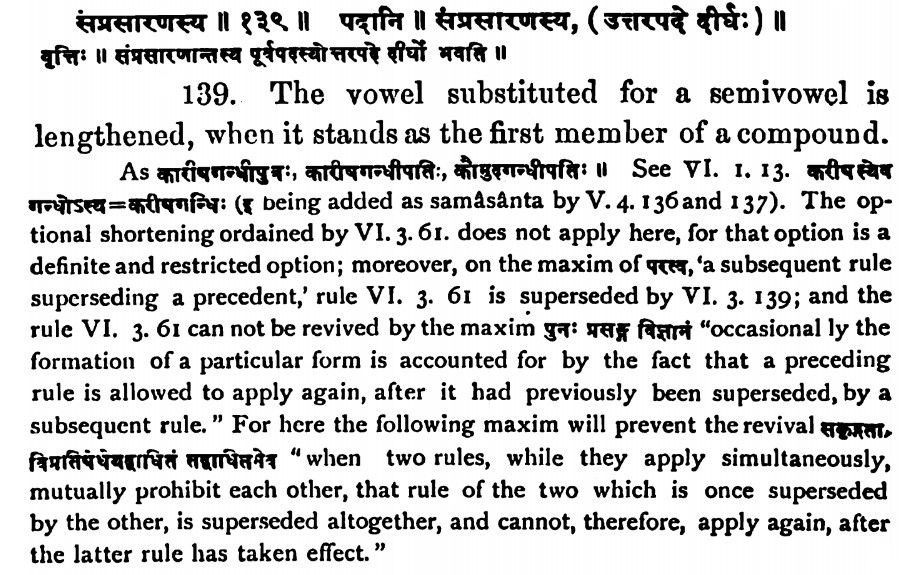 संप्रसारणस्य ॥ १३९ ॥ पदानि ॥ संप्रसारणस्य, (उत्तरपदे दीर्घः) ॥
वृत्तिः ॥ संप्रसारणान्तस्य पूर्वपदस्योत्तरपदे दीर्घो भवति ॥
139. The vowel substituted for a semivowel is
lengthened, when it stands as the first member of a compound.
As कारीषगन्धीपुत्रः, कारीषगन्धीपतिः, कौमुदगन्धीपतिः ॥ See VI. 1. 13. करीषस्येव
गन्धोऽस्य=करीषगन्धिः (इ being added as samâsânta by V. 4. 136 and 137). The op-
tional shortening ordained by VI. 3. 61. does not apply here, for that option is a
definite and restricted option; moreover, on the maxim of परत्व, 'a subsequent rule
superseding a precedent,' rule VI. 3. 61 is superseded by VI. 3. 139; and the
rule VI. 3. 61 can not be revived by the maxim पुनः प्रसङ्ग विज्ञानं "occasional ly the
formation of a particular form is accounted for by the fact that a preceding
rule is allowed to apply again, after it had previously been superseded, by a
subsequent rule." For here the following maxim will prevent the revival
"when two rules, while they apply simultaneously,
mutually prohibit each other, that rule of the two which is once superseded
by the other, is superseded altogether, and cannot, therefore, apply again, after
the latter rule has taken effect."